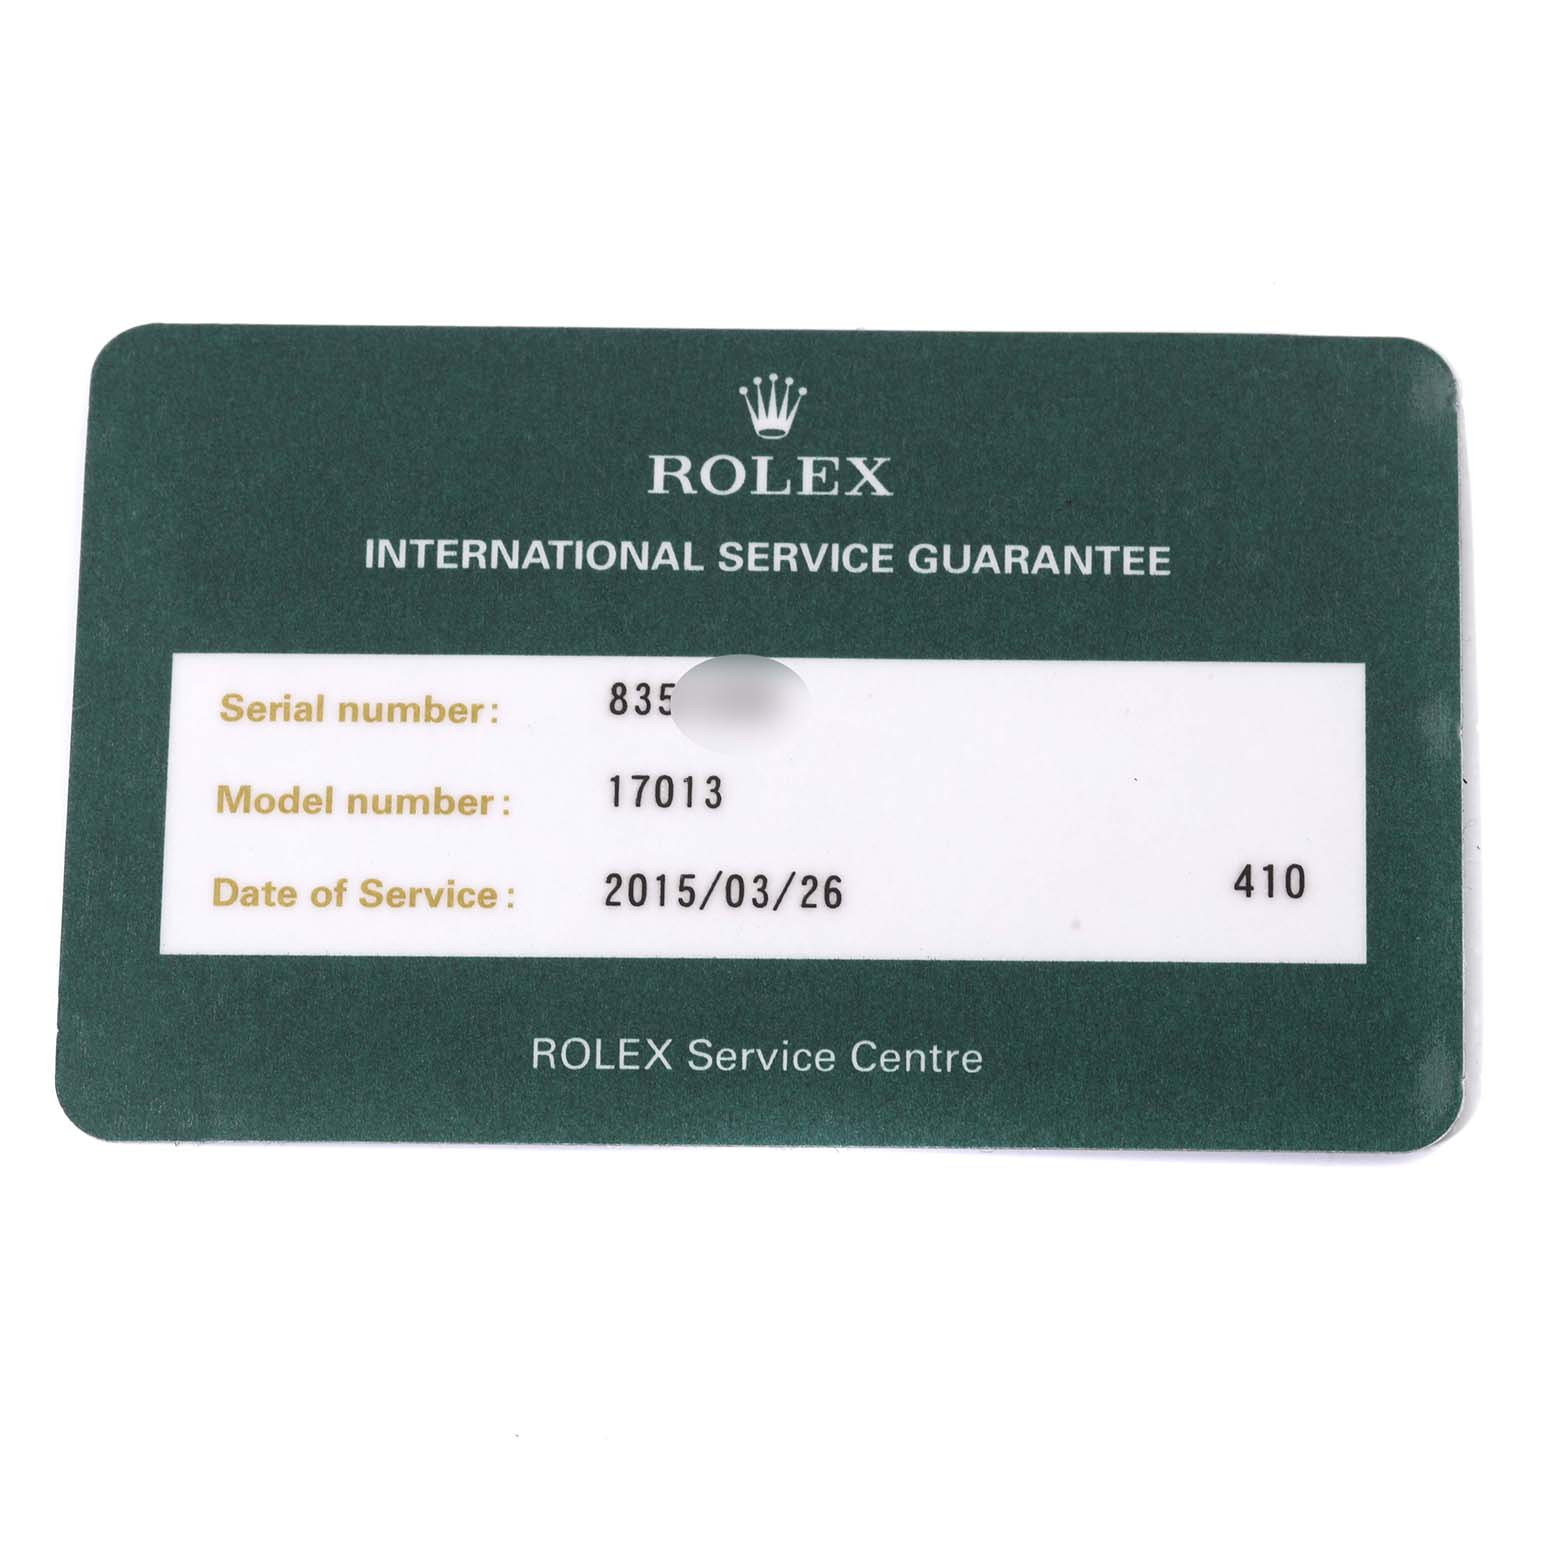 ROLEX
INTERNATIONAL SERVICE GUARANTEE
Serial number: 835
Model number: 17013
Date of Service: 2015/03/26 410
ROLEX Service Centre